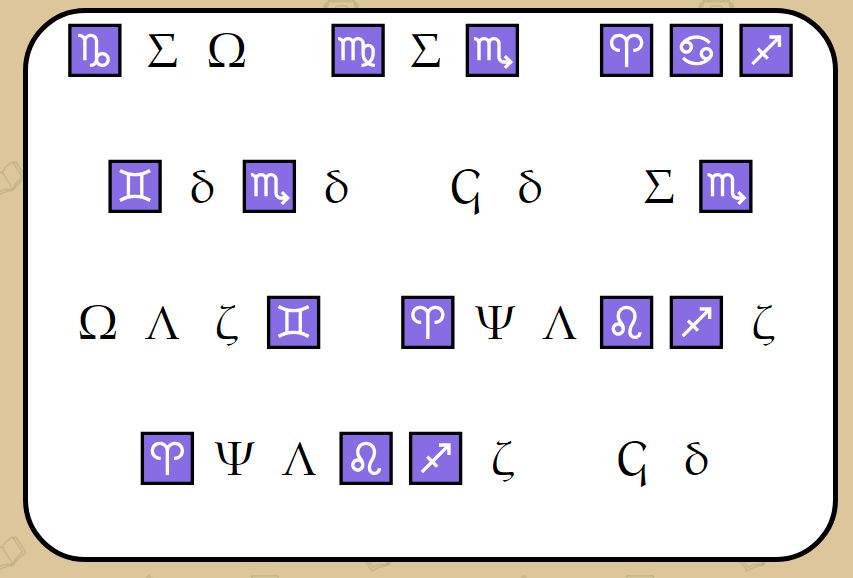 ♑ Σ Ω ♍ Σ ♏ ♈ ♋ ♐
♊ δ ♏ δ Ϛ δ Σ ♏
Ω Λ ζ ♊ ♈ Ψ Λ ♌ ♐ ζ
♈ Ψ Λ ♌ ♐ ζ Ϛ δ